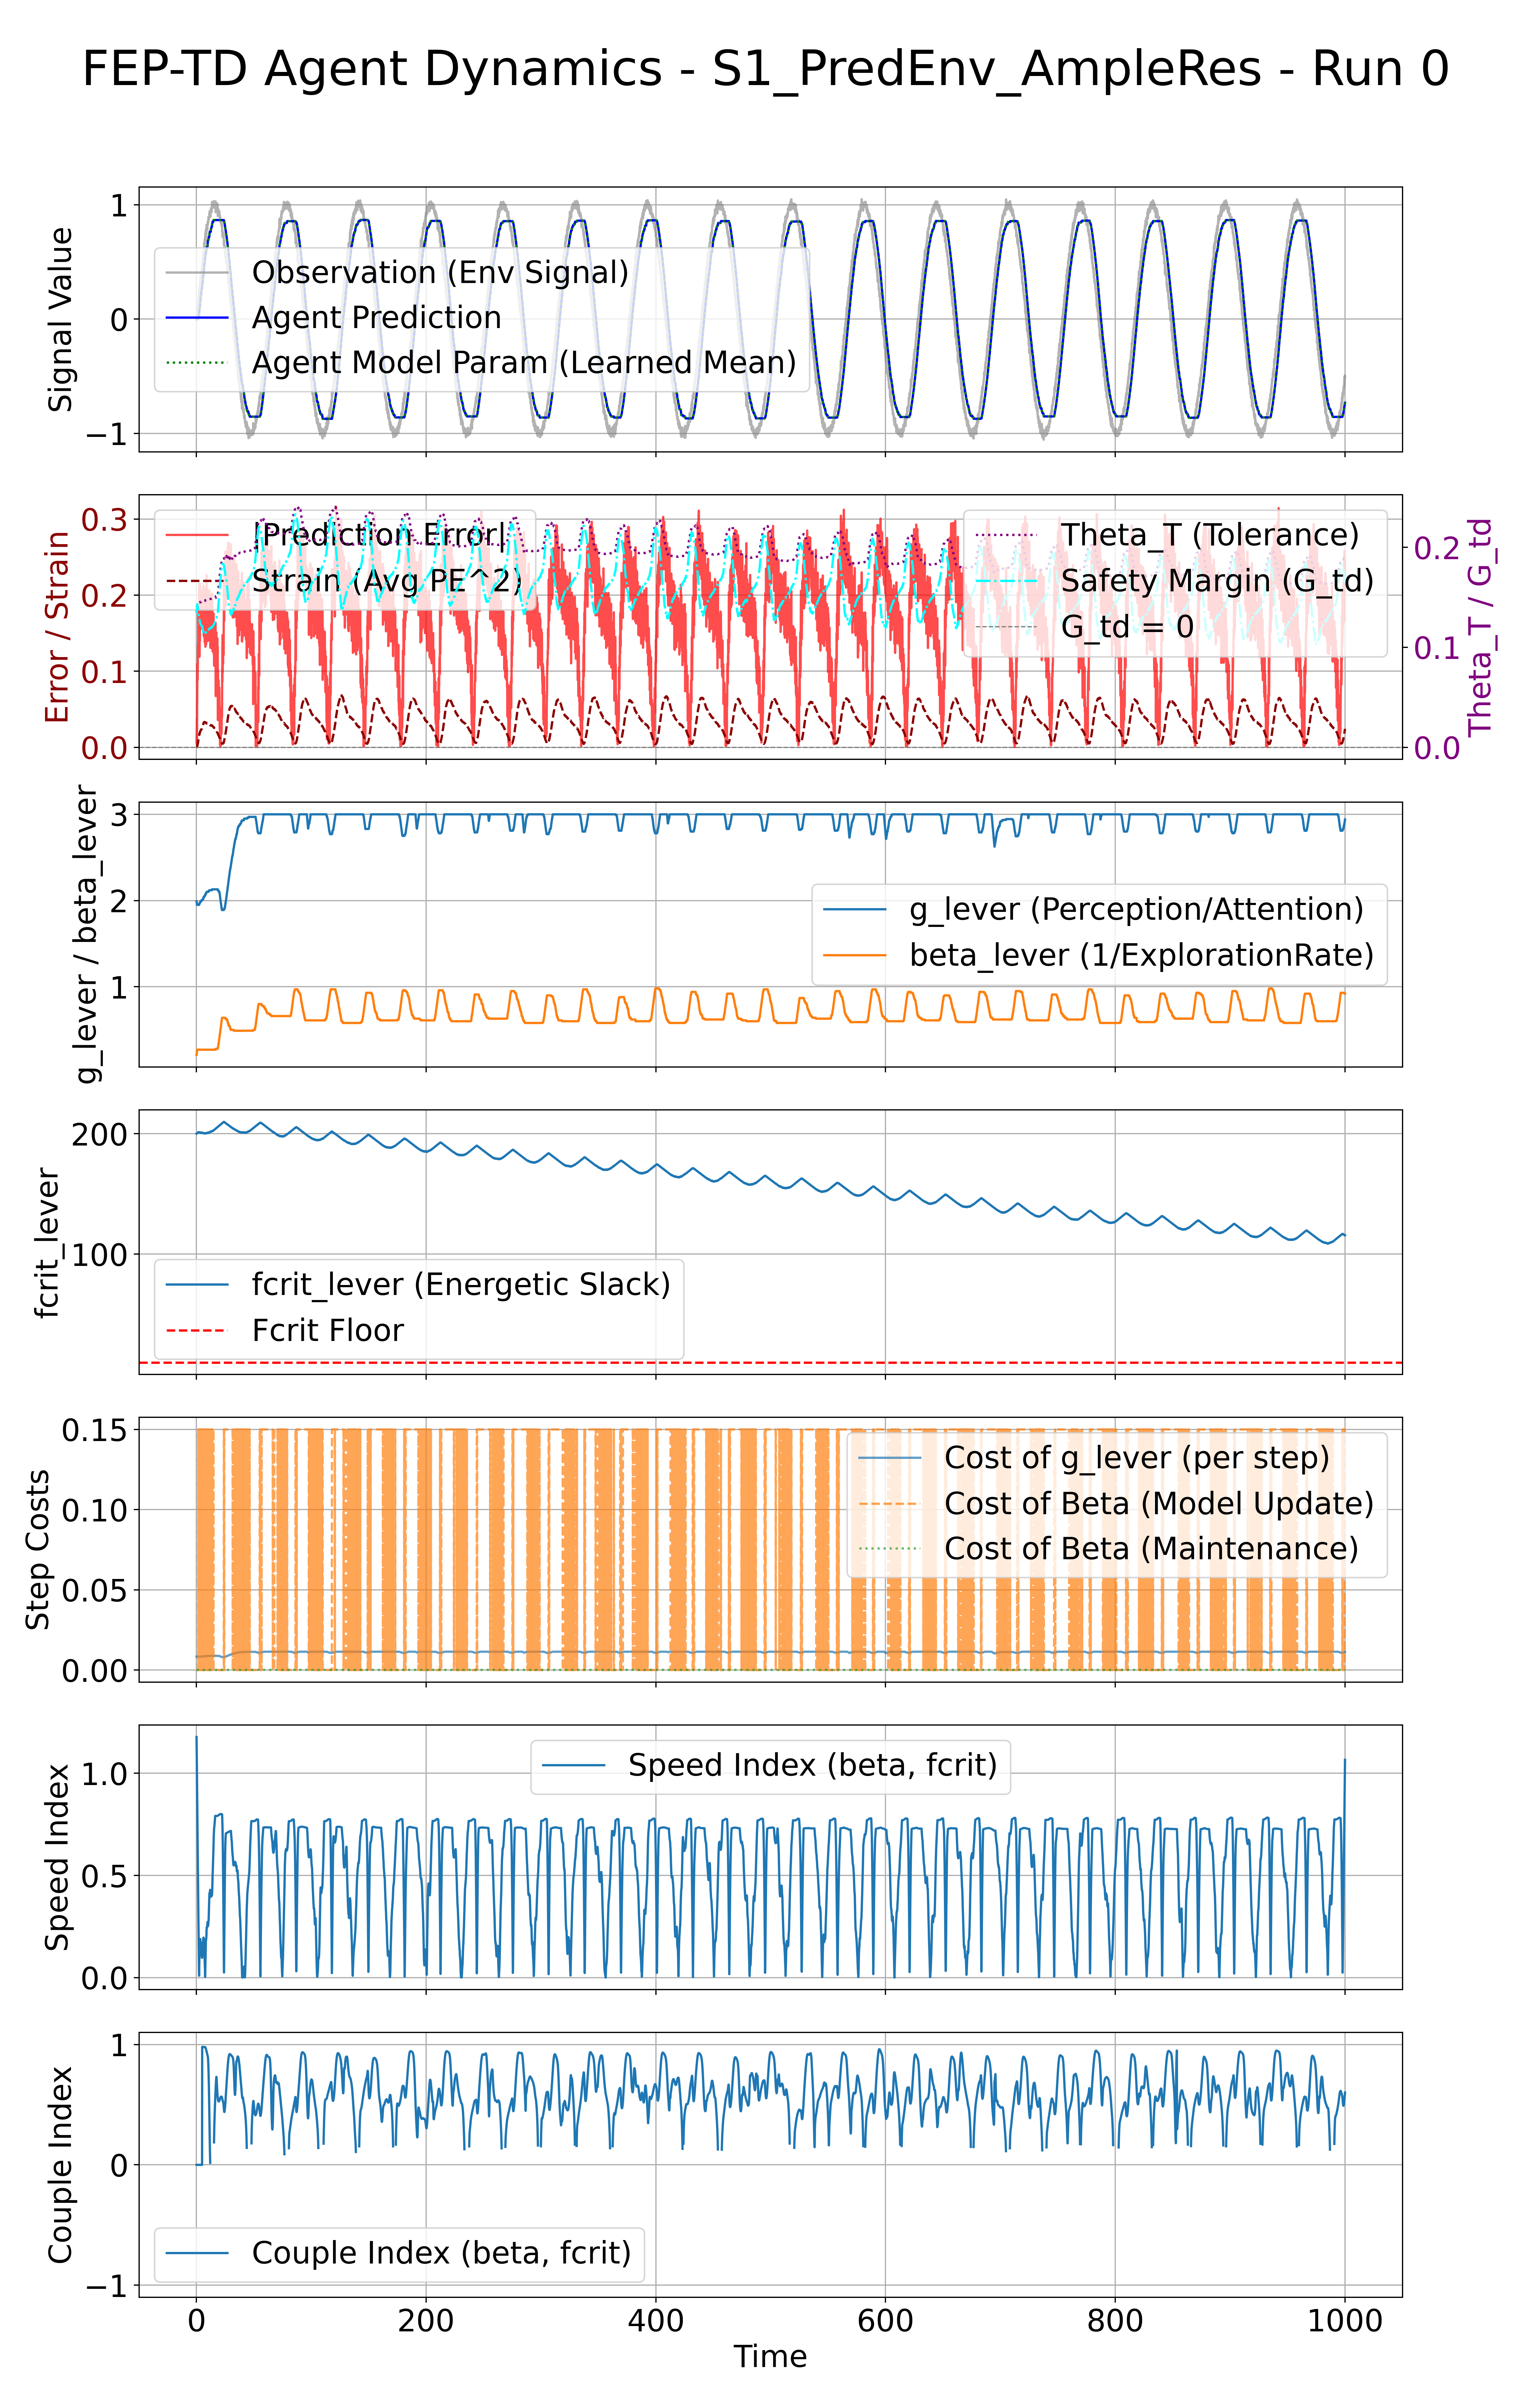 FEP-TD Agent Dynamics - S1_PredEnv_AmpleRes - Run 0
Signal Value
1
0
−1
Observation (Env Signal)
Agent Prediction
Agent Model Param (Learned Mean)
Error / Strain
0.3
0.2
0.1
0.0
|Prediction Error|
Strain (Avg PE^2)
Theta_T (Tolerance)
Safety Margin (G_td)
G_td = 0
0.2
0.1
0.0
Theta_T / G_td
g_lever / beta_lever
3
2
1
g_lever (Perception/Attention)
beta_lever (1/ExplorationRate)
fcrit_lever
200
100
fcrit_lever (Energetic Slack)
Fcrit Floor
Step Costs
0.15
0.10
0.05
0.00
Cost of g_lever (per step)
Cost of Beta (Model Update)
Cost of Beta (Maintenance)
Speed Index
1.0
0.5
0.0
Speed Index (beta, fcrit)
Couple Index
1
0
−1
Couple Index (beta, fcrit)
0 200 400 600 800 1000
Time